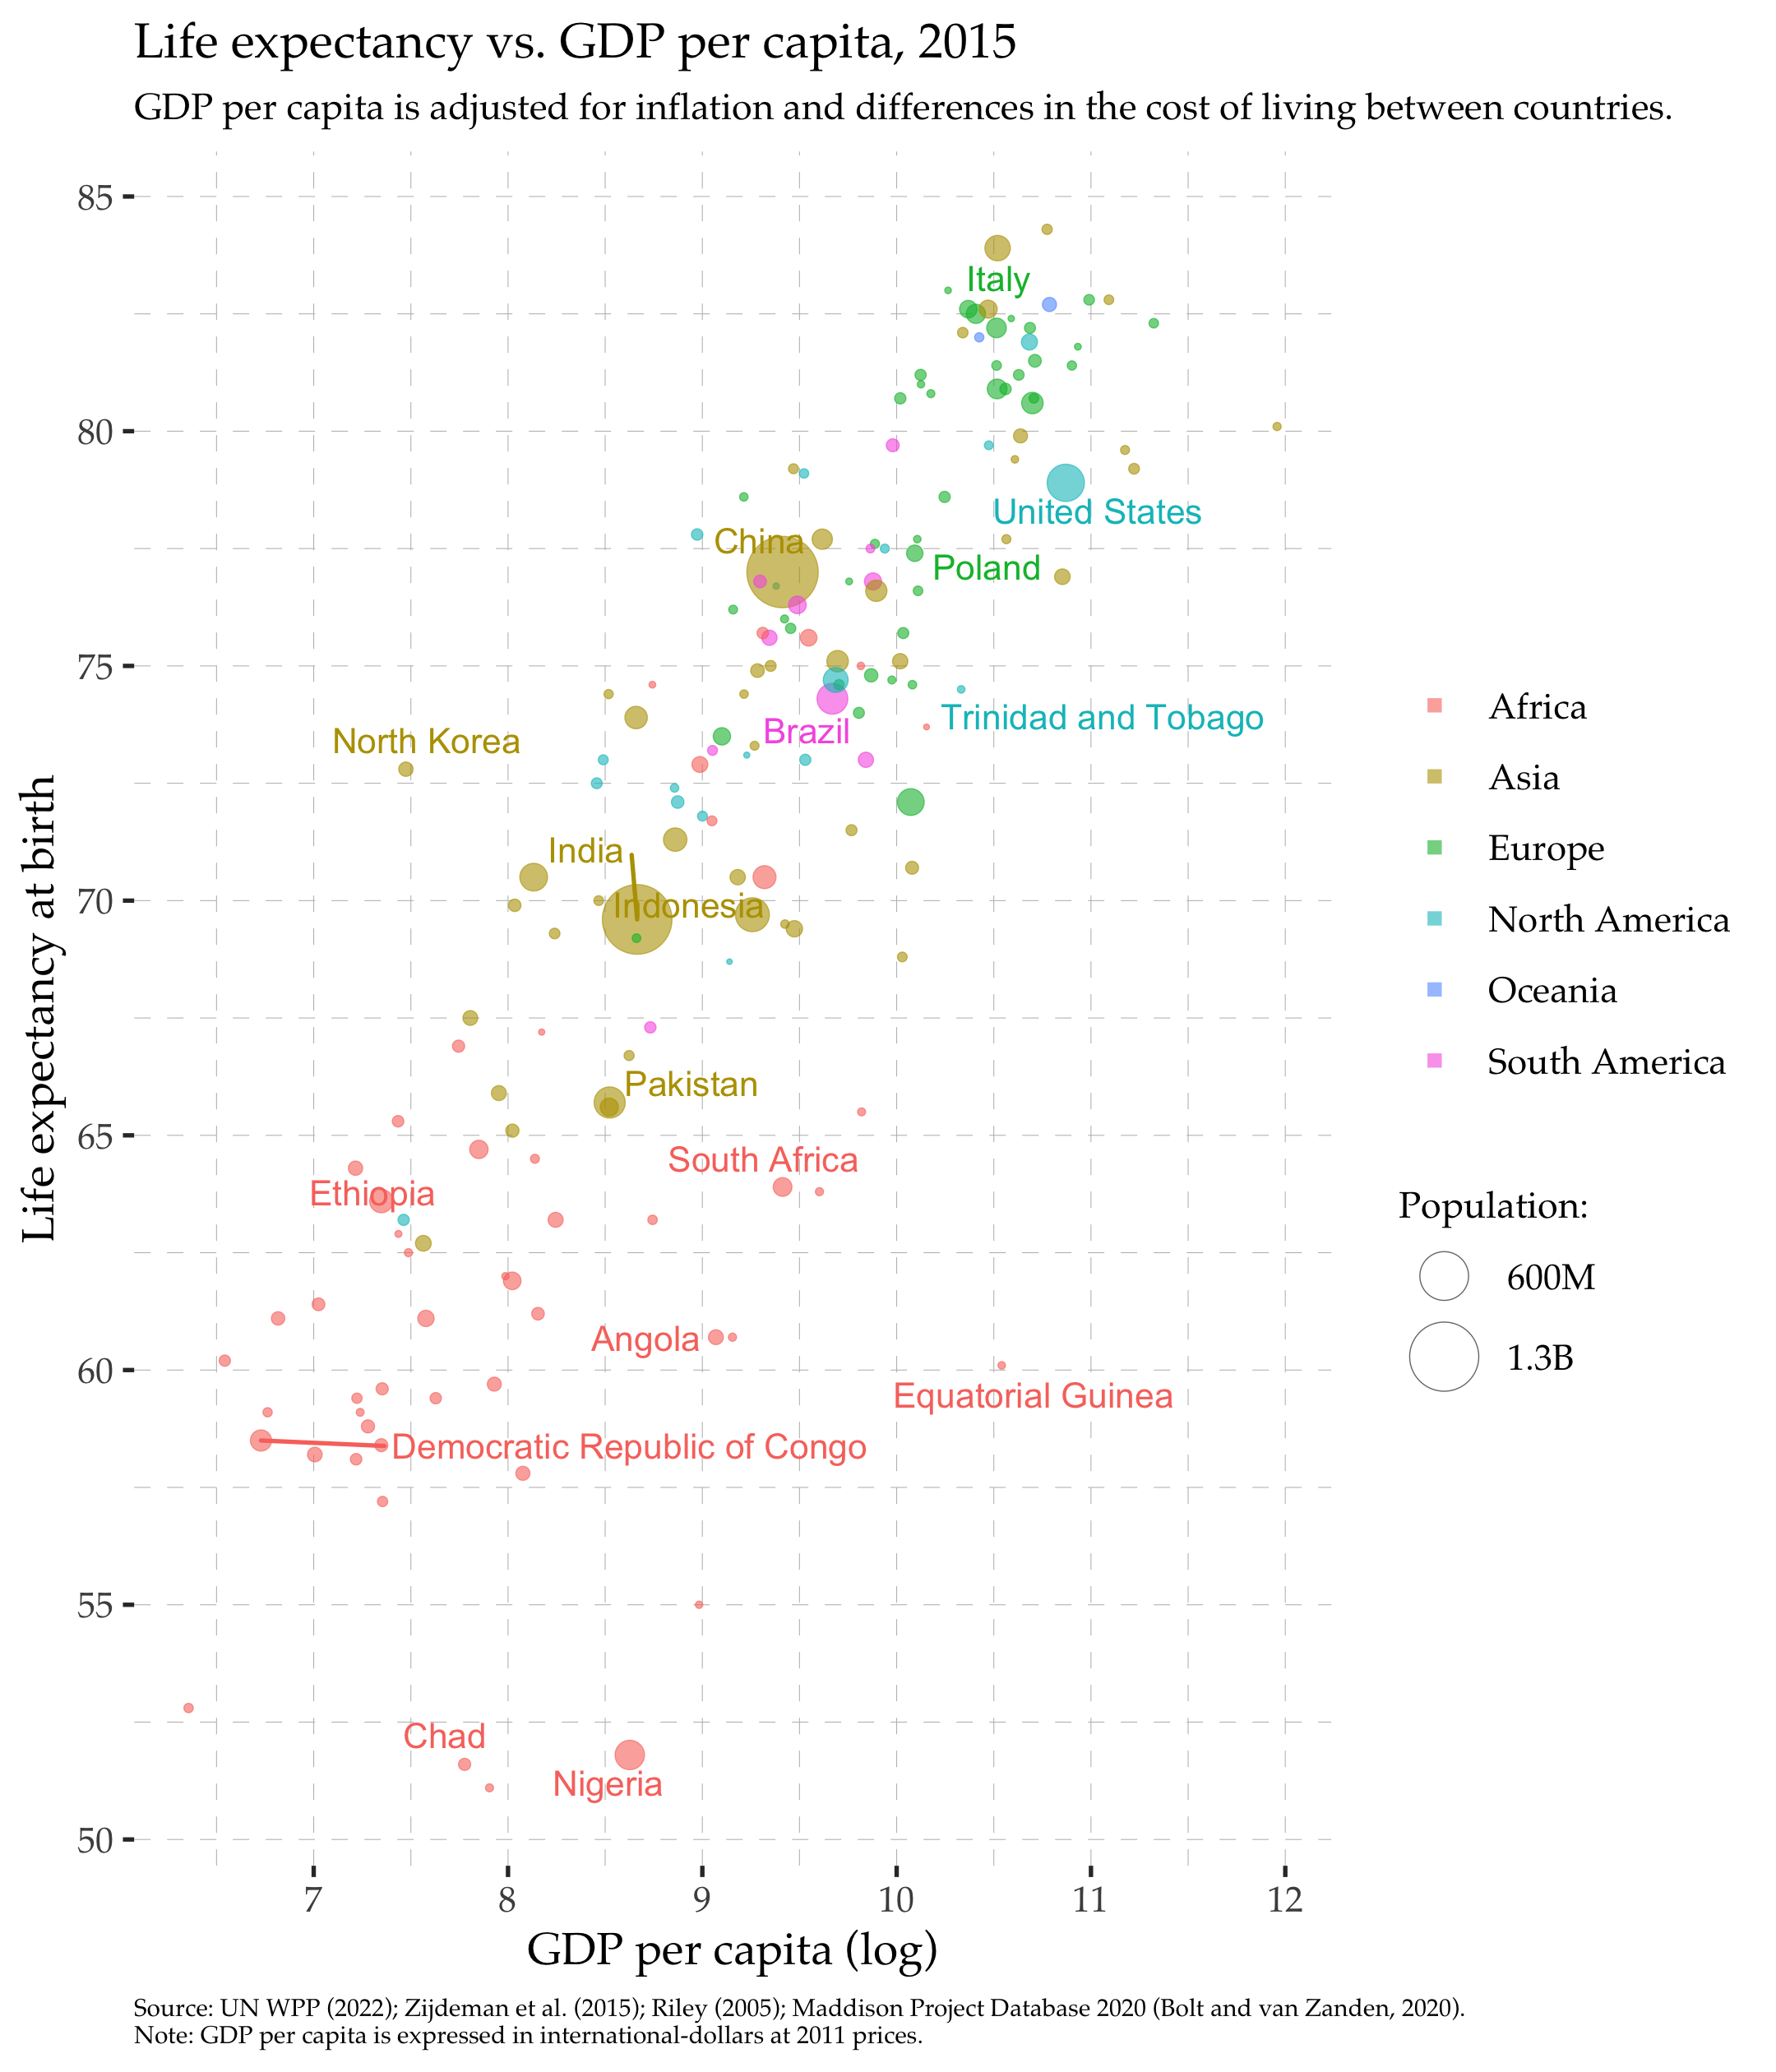 Life expectancy vs. GDP per capita, 2015
GDP per capita is adjusted for inflation and differences in the cost of living between countries.
85
80
75
70
65
60
55
50
Life expectancy at birth
Italy
United States
China
Poland
Trinidad and Tobago
Brazil
North Korea
India
Indonesia
Pakistan
South Africa
Ethiopia
Angola
Equatorial Guinea
Democratic Republic of Congo
Chad
Nigeria
7
8
9
10
11
12
GDP per capita (log)
Africa
Asia
Europe
North America
Oceania
South America
Population:
600M
1.3B
Source: UN WPP (2022); Zijdeman et al. (2015); Riley (2005); Maddison Project Database 2020 (Bolt and van Zanden, 2020).
Note: GDP per capita is expressed in international-dollars at 2011 prices.